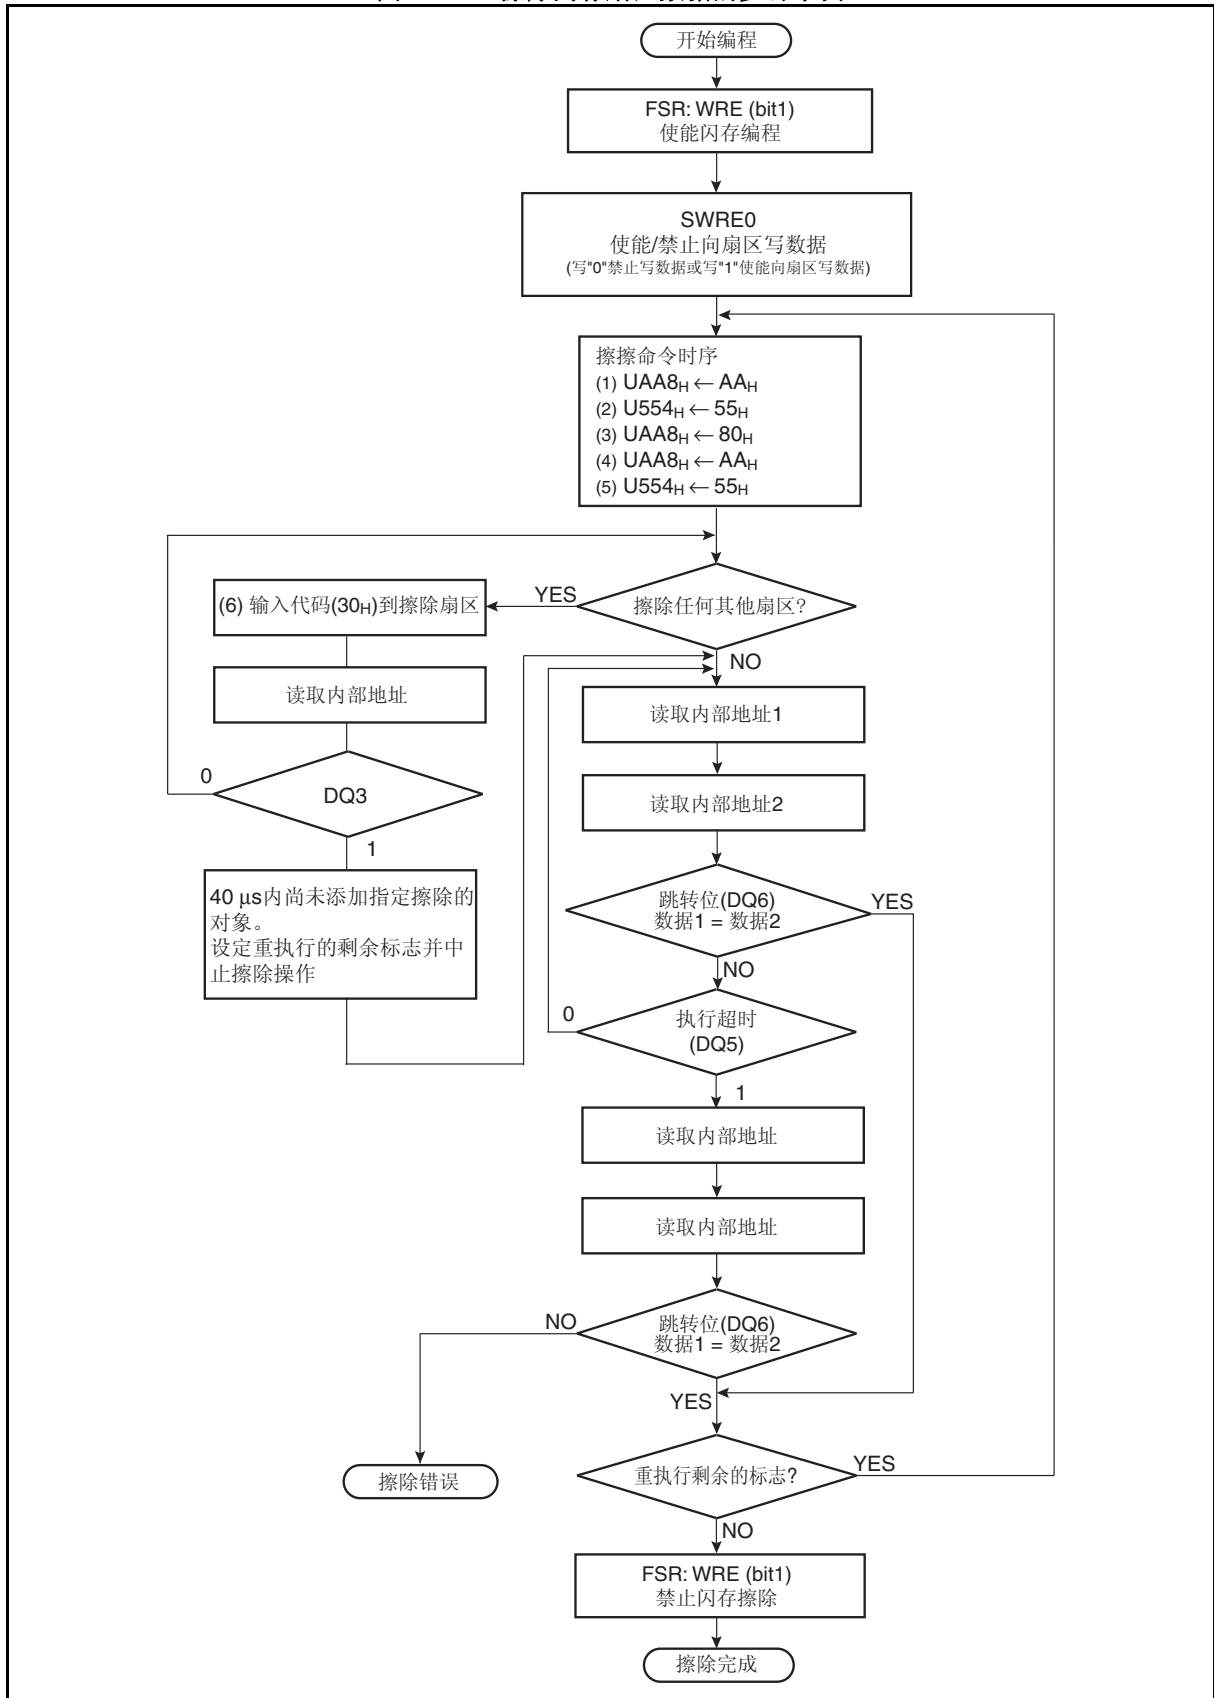 开始编程
FSR: WRE (bit1)
使能闪存编程
SWRE0
使能/禁止向扇区写数据
(写"0"禁止写数据或写"1"使能向扇区写数据)
擦擦命令时序
(1) UAA8H ← AAH
(2) U554H ← 55H
(3) UAA8H ← 80H
(4) UAA8H ← AAH
(5) U554H ← 55H
擦除任何其他扇区?
YES
(6) 输入代码(30H)到擦除扇区
NO
读取内部地址
读取内部地址1
0
DQ3
1
读取内部地址2
40 μs内尚未添加指定擦除的
对象。
设定重执行的剩余标志并中
止擦除操作
跳转位(DQ6)
数据1 = 数据2
YES
NO
0
执行超时
(DQ5)
1
读取内部地址
读取内部地址
NO
跳转位(DQ6)
数据1 = 数据2
YES
擦除错误
重执行剩余的标志?
YES
NO
FSR: WRE (bit1)
禁止闪存擦除
擦除完成